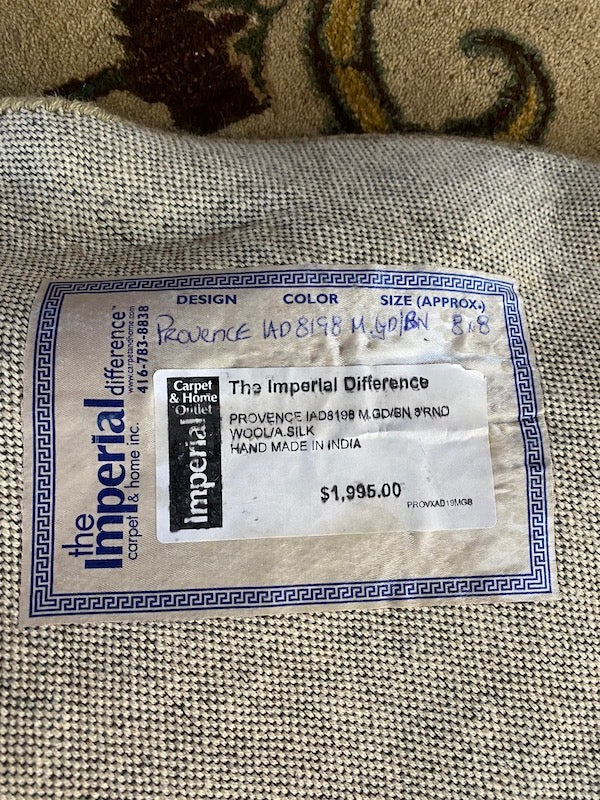 the
Imperial
difference™
carpet & home inc.
www.carpetandhome.com
416-783-8838
DESIGN COLOR SIZE (APPROX.)
PROVENCE IAD8198 M.GD/BN 8x8
Carpet
& Home
Outlet
imperial
The Imperial Difference
PROVENCE IAD8198 M.GD/BN 8'RND
WOOL/A.SILK
HAND MADE IN INDIA
$1,995.00
PROVXAD19MGB